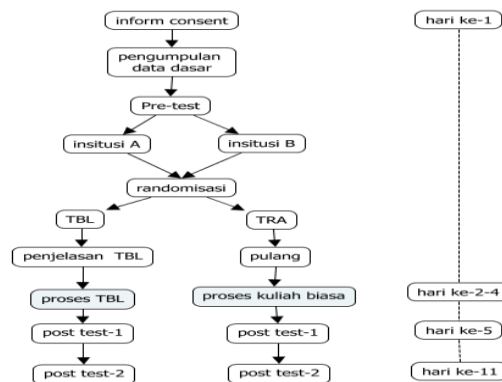 inform consent
hari ke-1
pengumpulan
data dasar
Pre-test
insitusi A
insitusi B
randomisasi
TBL
TRA
penjelasan TBL
pulang
proses TBL
proses kuliah biasa
hari ke-2-4
post test-1
post test-1
hari ke-5
post test-2
post test-2
hari ke-11